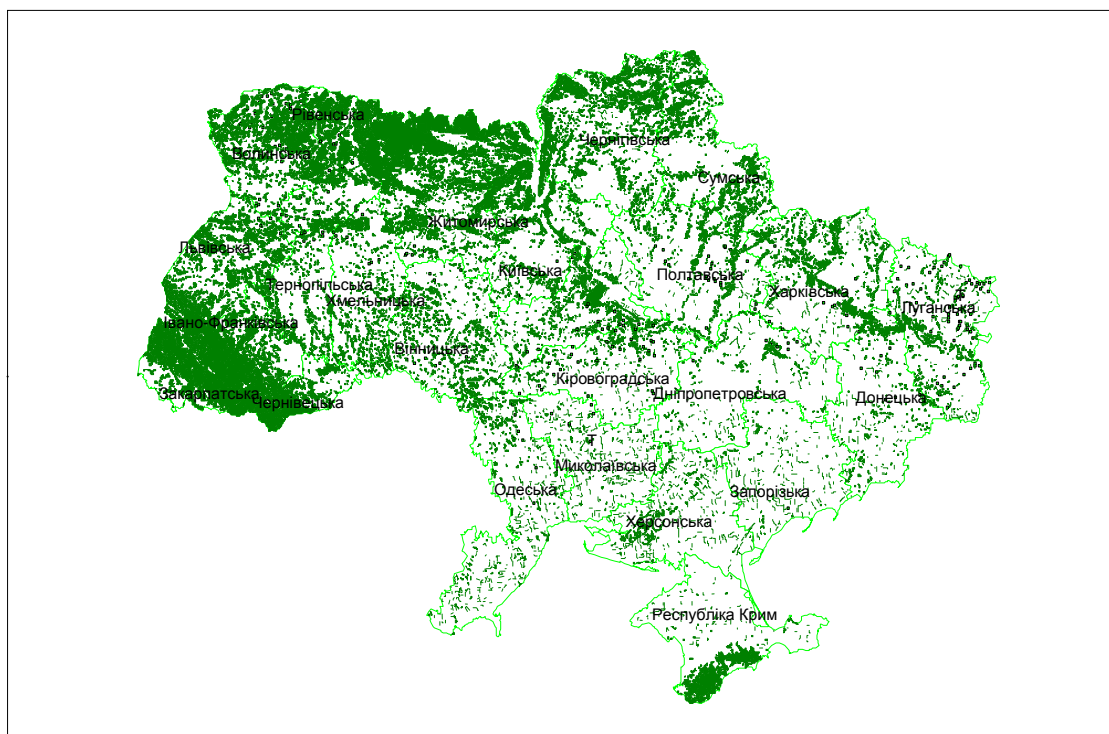 Рівенська
Чернігівська
Волинська
Сумська
Житомирська
Львівська
Київська
Полтавська
Тернопільська
Харківська
Хмельницька
Луганська
Івано-Франківська
Вінницька
Кіровоградська
Закарпатська
Дніпропетровська
Донецька
Чернівецька
Т
Миколаївська
Одеська
Запорізька
Херсонська
Республіка Крим